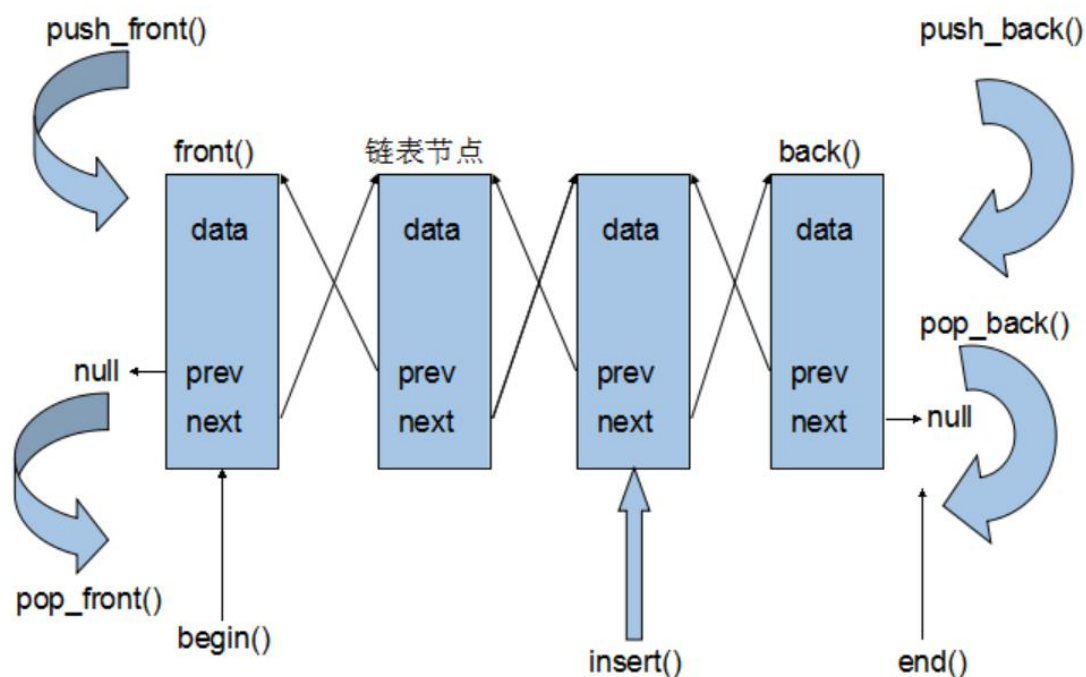 push_front()
push_back()
front()
链表节点
back()
data
data
data
data
pop_back()
null
prev
prev
prev
prev
next
next
next
next
null
pop_front()
begin()
insert()
end()